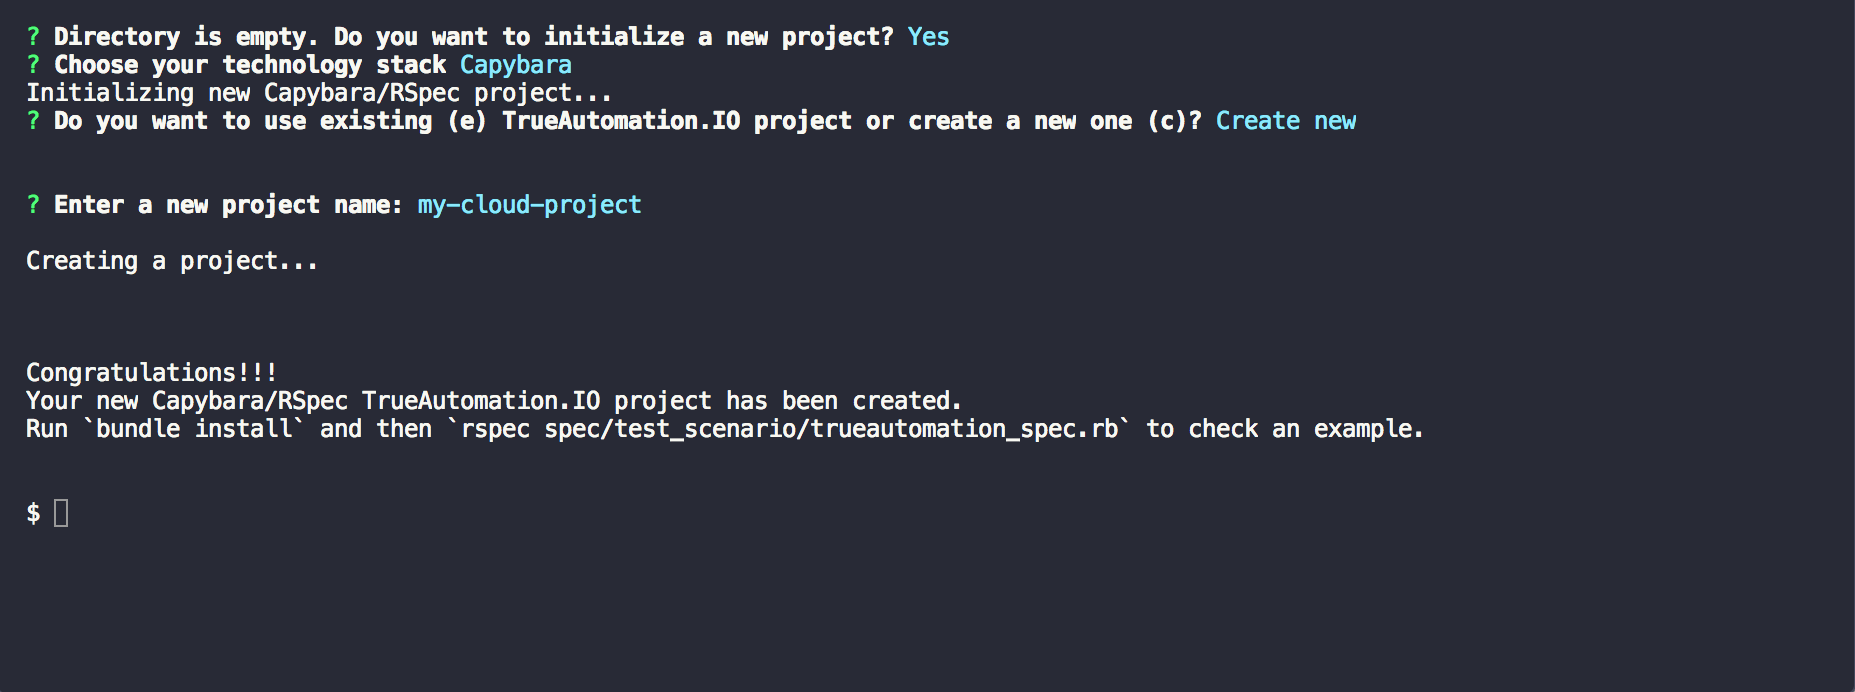 ? Directory is empty. Do you want to initialize a new project? Yes
? Choose your technology stack Capybara
Initializing new Capybara/RSpec project...
? Do you want to use existing (e) TrueAutomation.IO project or create a new one (c)? Create new
? Enter a new project name: my-cloud-project
Creating a project...
Congratulations!!!
Your new Capybara/RSpec TrueAutomation.IO project has been created.
Run `bundle install` and then `rspec spec/test_scenario/trueautomation_spec.rb` to check an example.
$